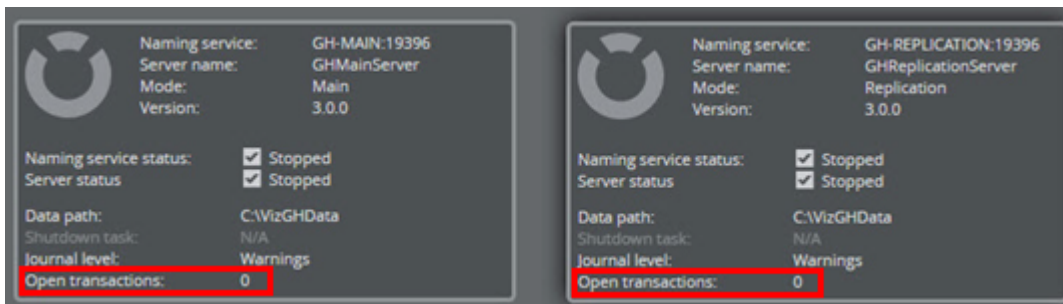 Naming service: GH-MAIN:19396
Server name: GHMainServer
Mode: Main
Version: 3.0.0
Naming service status: Stopped
Server status Stopped
Data path: C:\VizGHData
Shutdown task: N/A
Journal level: Warnings
Open transactions: 0
Naming service: GH-REPLICATION:19396
Server name: GHReplicationServer
Mode: Replication
Version: 3.0.0
Naming service status: Stopped
Server status Stopped
Data path: C:\VizGHData
Shutdown task: N/A
Journal level: Warnings
Open transactions: 0